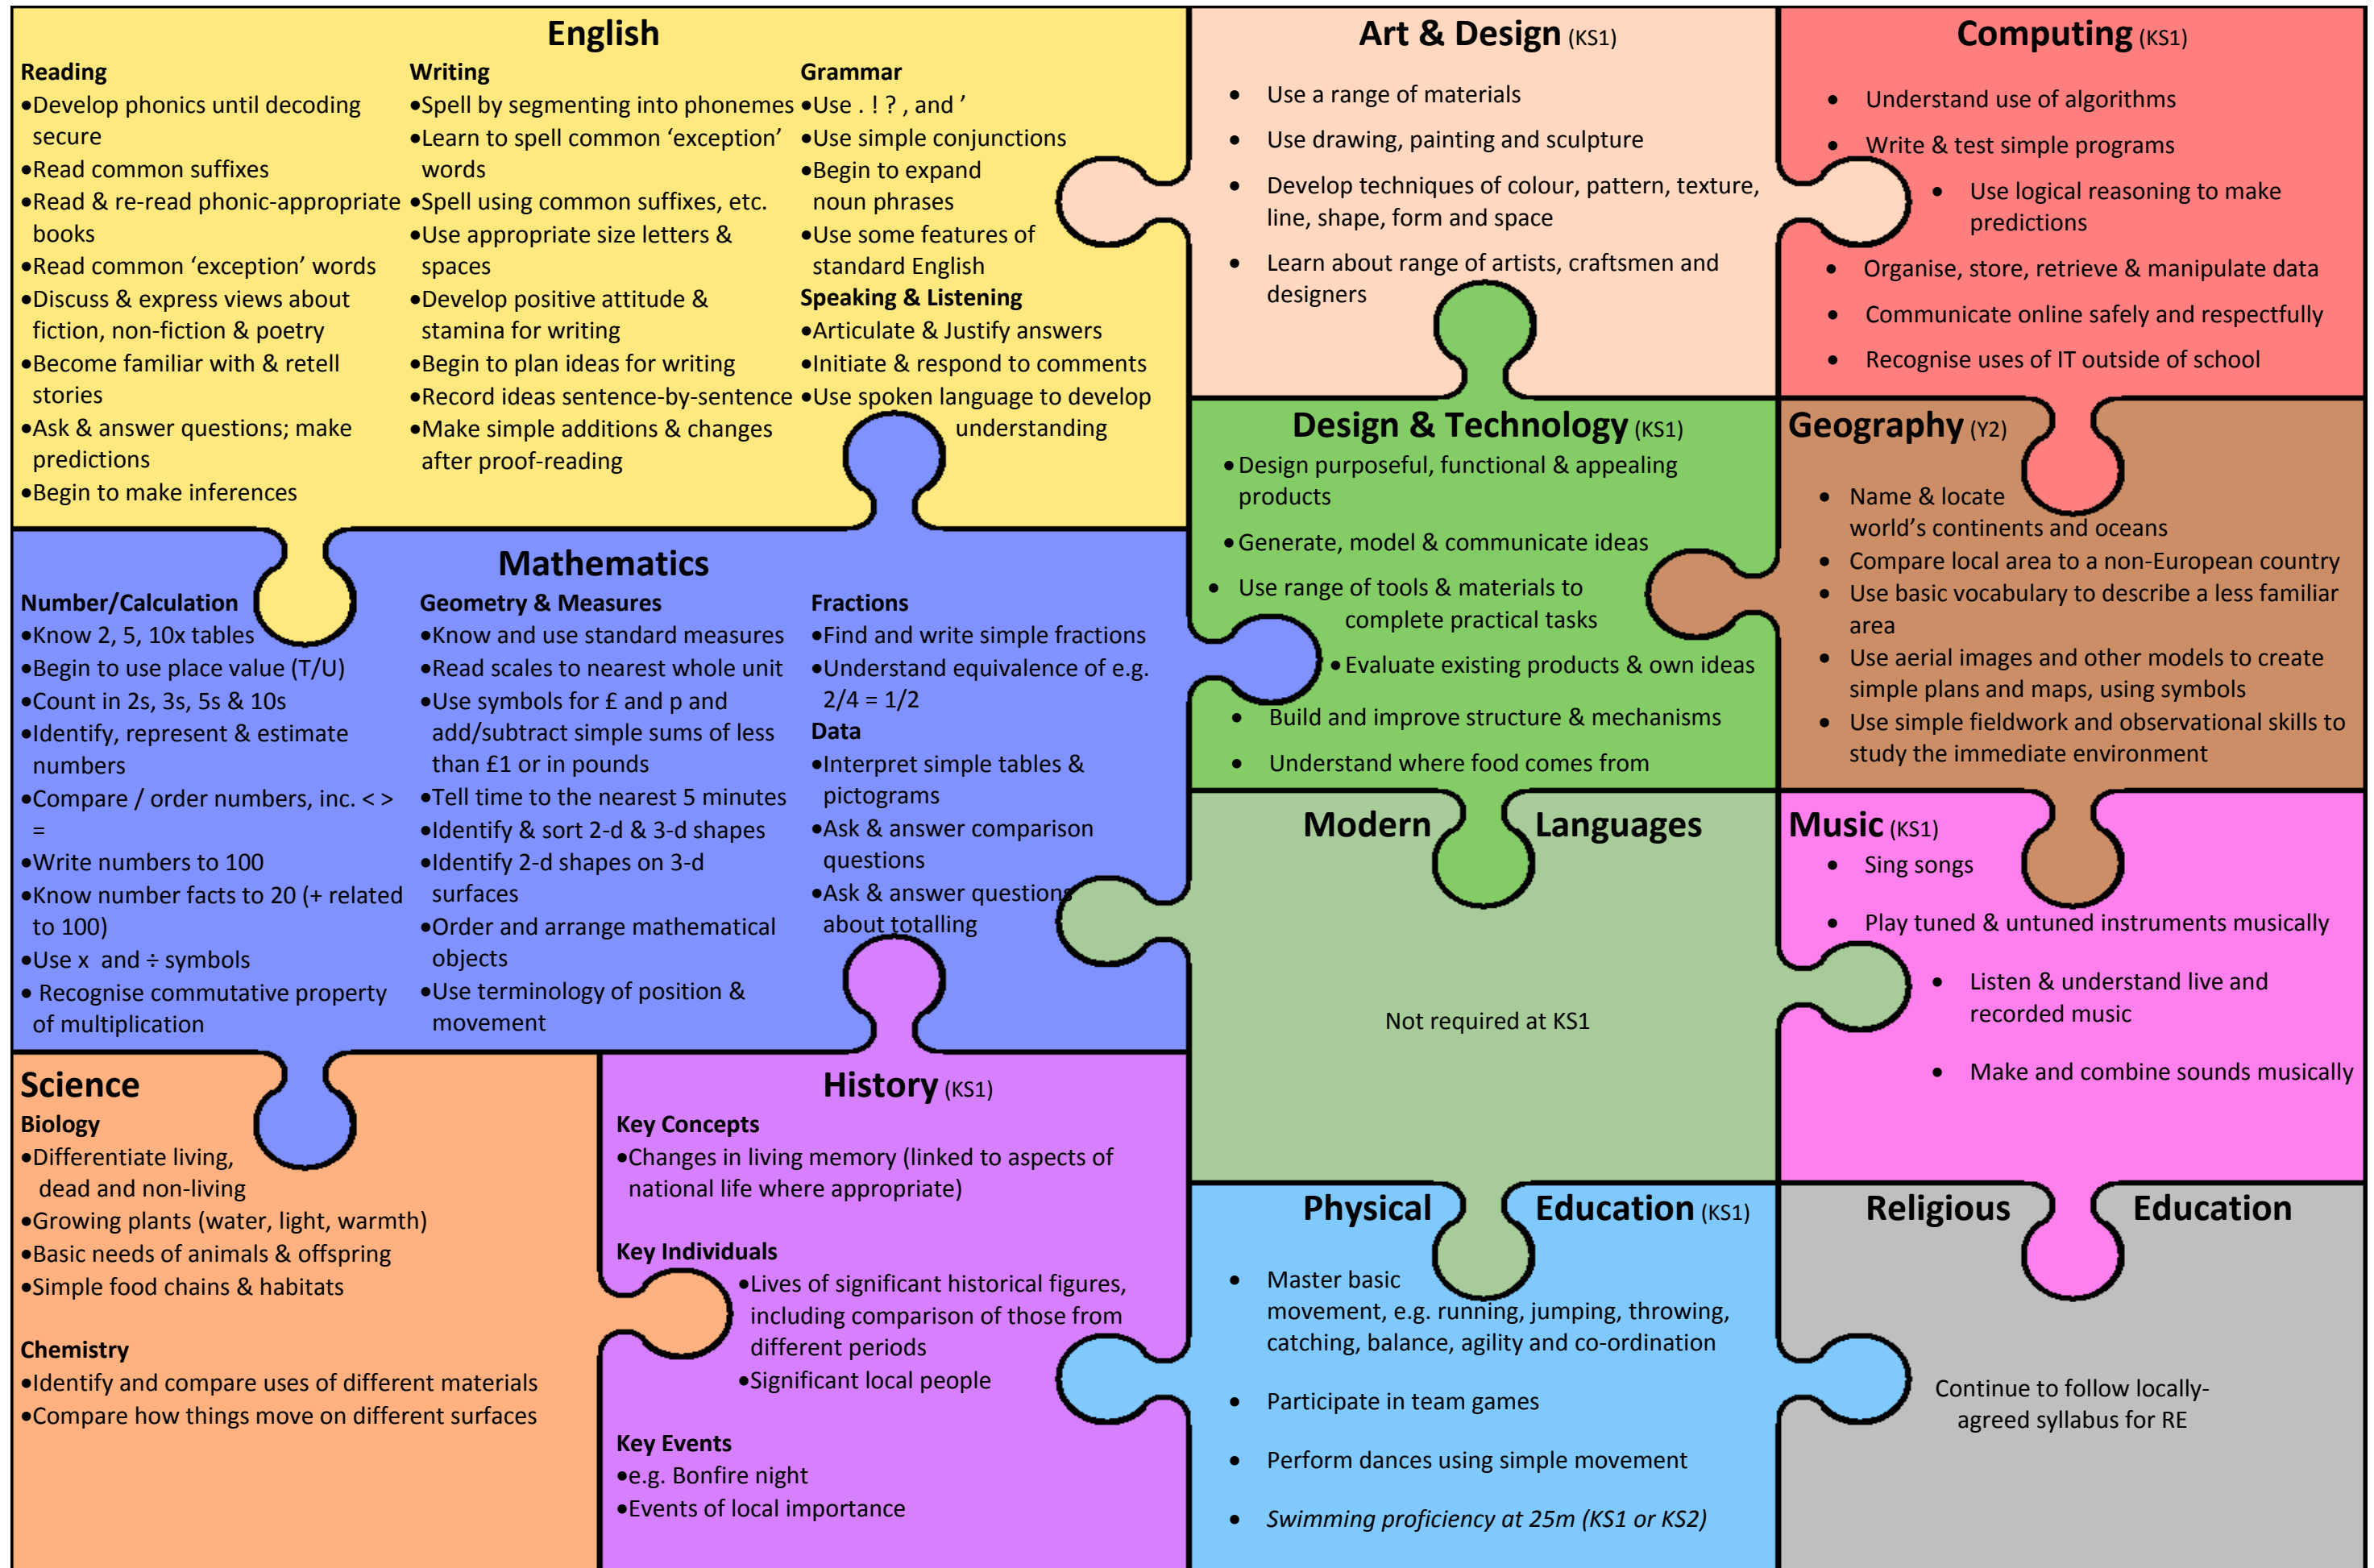 English
Reading
•Develop phonics until decoding
secure
•Read common suffixes
•Read & re-read phonic-appropriate
books
•Read common ‘exception’ words
•Discuss & express views about
fiction, non-fiction & poetry
•Become familiar with & retell
stories
•Ask & answer questions; make
predictions
•Begin to make inferences
Writing
•Spell by segmenting into phonemes
•Learn to spell common ‘exception’
words
•Spell using common suffixes, etc.
•Use appropriate size letters &
spaces
•Develop positive attitude &
stamina for writing
•Begin to plan ideas for writing
•Record ideas sentence-by-sentence
•Make simple additions & changes
after proof-reading
Grammar
•Use . ! ? , and ’
•Use simple conjunctions
•Begin to expand
noun phrases
•Use some features of
standard English
Speaking & Listening
•Articulate & Justify answers
•Initiate & respond to comments
•Use spoken language to develop
understanding
Art & Design (KS1)
• Use a range of materials
• Use drawing, painting and sculpture
• Develop techniques of colour, pattern, texture,
line, shape, form and space
• Learn about range of artists, craftsmen and
designers
Computing (KS1)
• Understand use of algorithms
• Write & test simple programs
• Use logical reasoning to make
predictions
• Organise, store, retrieve & manipulate data
• Communicate online safely and respectfully
• Recognise uses of IT outside of school
Mathematics
Number/Calculation
•Know 2, 5, 10x tables
•Begin to use place value (T/U)
•Count in 2s, 3s, 5s & 10s
•Identify, represent & estimate
numbers
•Compare / order numbers, inc. < >
=
•Write numbers to 100
•Know number facts to 20 (+ related
to 100)
•Use x and ÷ symbols
• Recognise commutative property
of multiplication
Geometry & Measures
•Know and use standard measures
•Read scales to nearest whole unit
•Use symbols for £ and p and
add/subtract simple sums of less
than £1 or in pounds
•Tell time to the nearest 5 minutes
•Identify & sort 2-d & 3-d shapes
•Identify 2-d shapes on 3-d
surfaces
•Order and arrange mathematical
objects
•Use terminology of position &
movement
Fractions
•Find and write simple fractions
•Understand equivalence of e.g.
2/4 = 1/2
Data
•Interpret simple tables &
pictograms
•Ask & answer comparison
questions
•Ask & answer questions
about totalling
Design & Technology (KS1)
•Design purposeful, functional & appealing
products
•Generate, model & communicate ideas
• Use range of tools & materials to
complete practical tasks
•Evaluate existing products & own ideas
• Build and improve structure & mechanisms
• Understand where food comes from
Geography (Y2)
• Name & locate
world’s continents and oceans
• Compare local area to a non-European country
• Use basic vocabulary to describe a less familiar
area
• Use aerial images and other models to create
simple plans and maps, using symbols
• Use simple fieldwork and observational skills to
study the immediate environment
Modern Languages
Not required at KS1
Music (KS1)
• Sing songs
• Play tuned & untuned instruments musically
• Listen & understand live and
recorded music
• Make and combine sounds musically
Science
Biology
•Differentiate living,
dead and non-living
•Growing plants (water, light, warmth)
•Basic needs of animals & offspring
•Simple food chains & habitats
Chemistry
•Identify and compare uses of different materials
•Compare how things move on different surfaces
History (KS1)
Key Concepts
•Changes in living memory (linked to aspects of
national life where appropriate)
Key Individuals
•Lives of significant historical figures,
including comparison of those from
different periods
•Significant local people
Key Events
•e.g. Bonfire night
•Events of local importance
Physical Education (KS1)
• Master basic
movement, e.g. running, jumping, throwing,
catching, balance, agility and co-ordination
• Participate in team games
• Perform dances using simple movement
• Swimming proficiency at 25m (KS1 or KS2)
Religious Education
Continue to follow locally-
agreed syllabus for RE